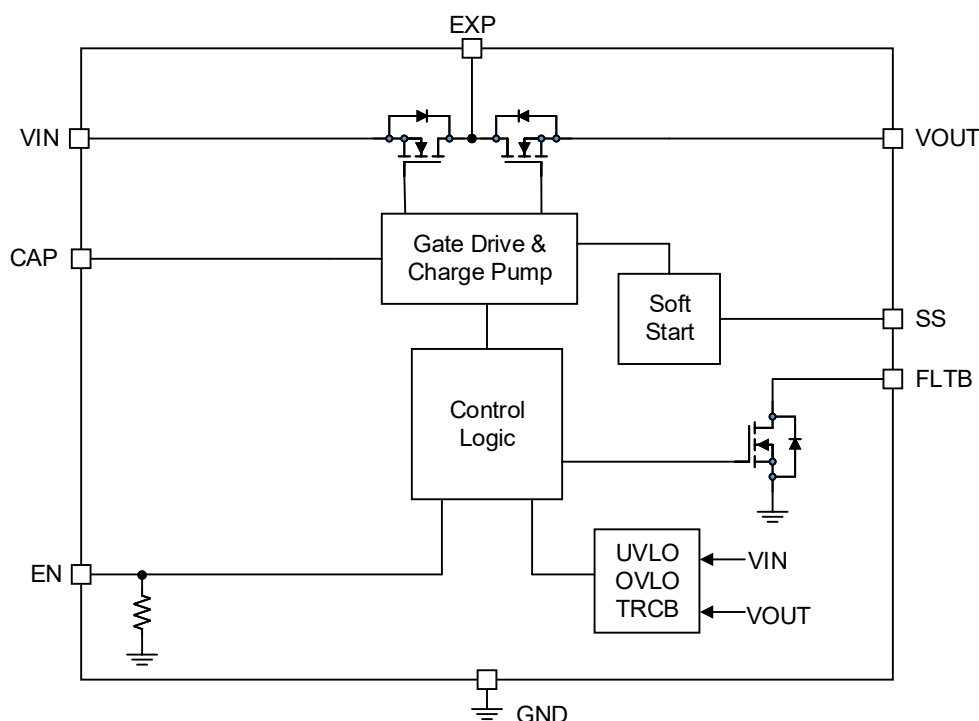 EXP
VIN
VOUT
Gate Drive &
Charge Pump
CAP
Soft
Start
SS
FLTB
Control
Logic
EN
UVLO
OVLO
TRCB
VIN
VOUT
GND